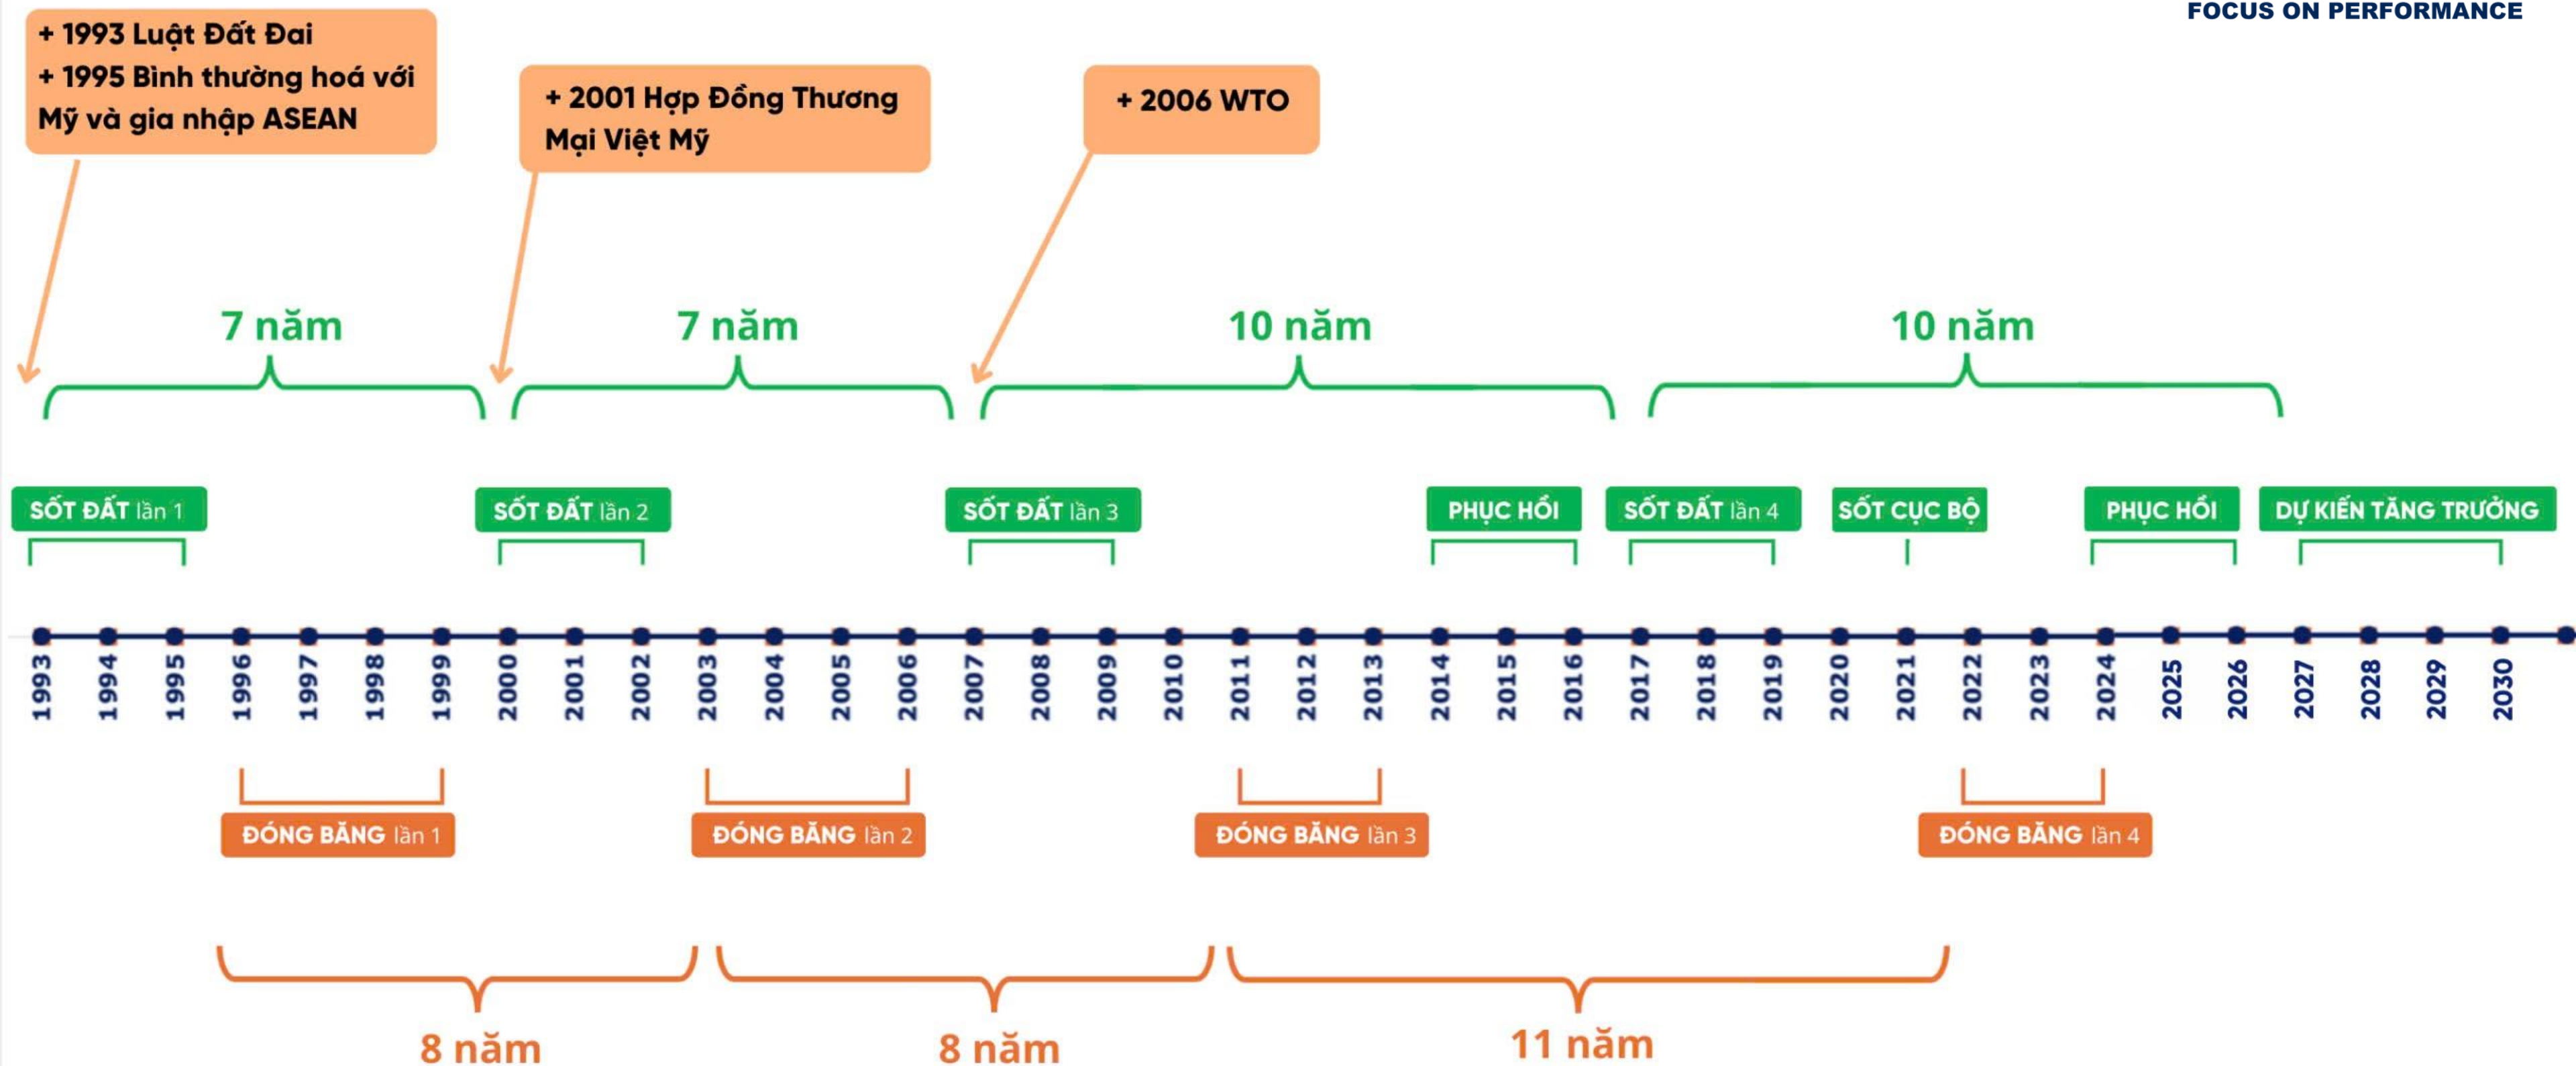 FOCUS ON PERFORMANCE
+ 1993 Luật Đất Đai
+ 1995 Bình thường hoá với
Mỹ và gia nhập ASEAN
+ 2001 Hợp Đồng Thương
Mại Việt Mỹ
+ 2006 WTO
7 năm
7 năm
10 năm
10 năm
SỐT ĐẤT lần 1
SỐT ĐẤT lần 2
SỐT ĐẤT lần 3
PHỤC HỒI
SỐT ĐẤT lần 4
SỐT CỤC BỘ
PHỤC HỒI
DỰ KIẾN TĂNG TRƯỞNG
1993
1994
1995
1996
1997
1998
1999
2000
2001
2002
2003
2004
2005
2006
2007
2008
2009
2010
2011
2012
2013
2014
2015
2016
2017
2018
2019
2020
2021
2022
2023
2024
2025
2026
2027
2028
2029
2030
ĐÓNG BĂNG lần 1
ĐÓNG BĂNG lần 2
ĐÓNG BĂNG lần 3
ĐÓNG BĂNG lần 4
8 năm
8 năm
11 năm